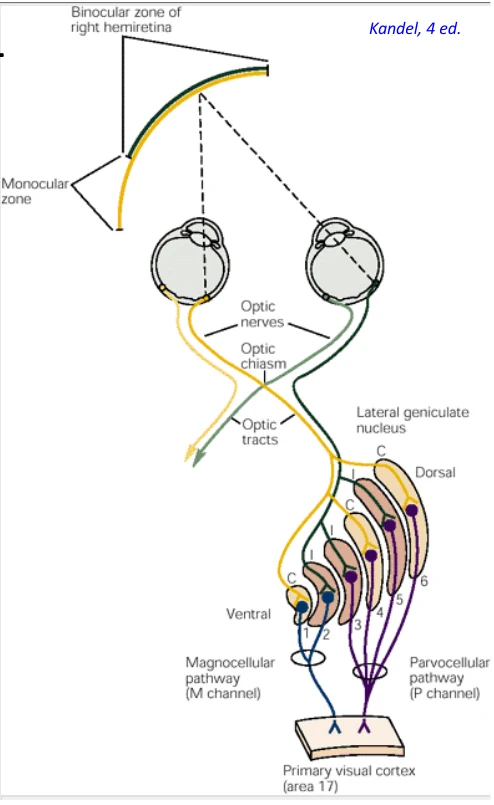 Binocular zone of
right hemiretina
Kandel, 4 ed.
Monocular
zone
Optic
nerves
Optic
chiasm
Optic
tracts
Lateral geniculate
nucleus
C
Dorsal
I
C
I
I
C
6
5
4
3
2
1
Ventral
Magnocellular
pathway
(M channel)
Parvocellular
pathway
(P channel)
Primary visual cortex
(area 17)